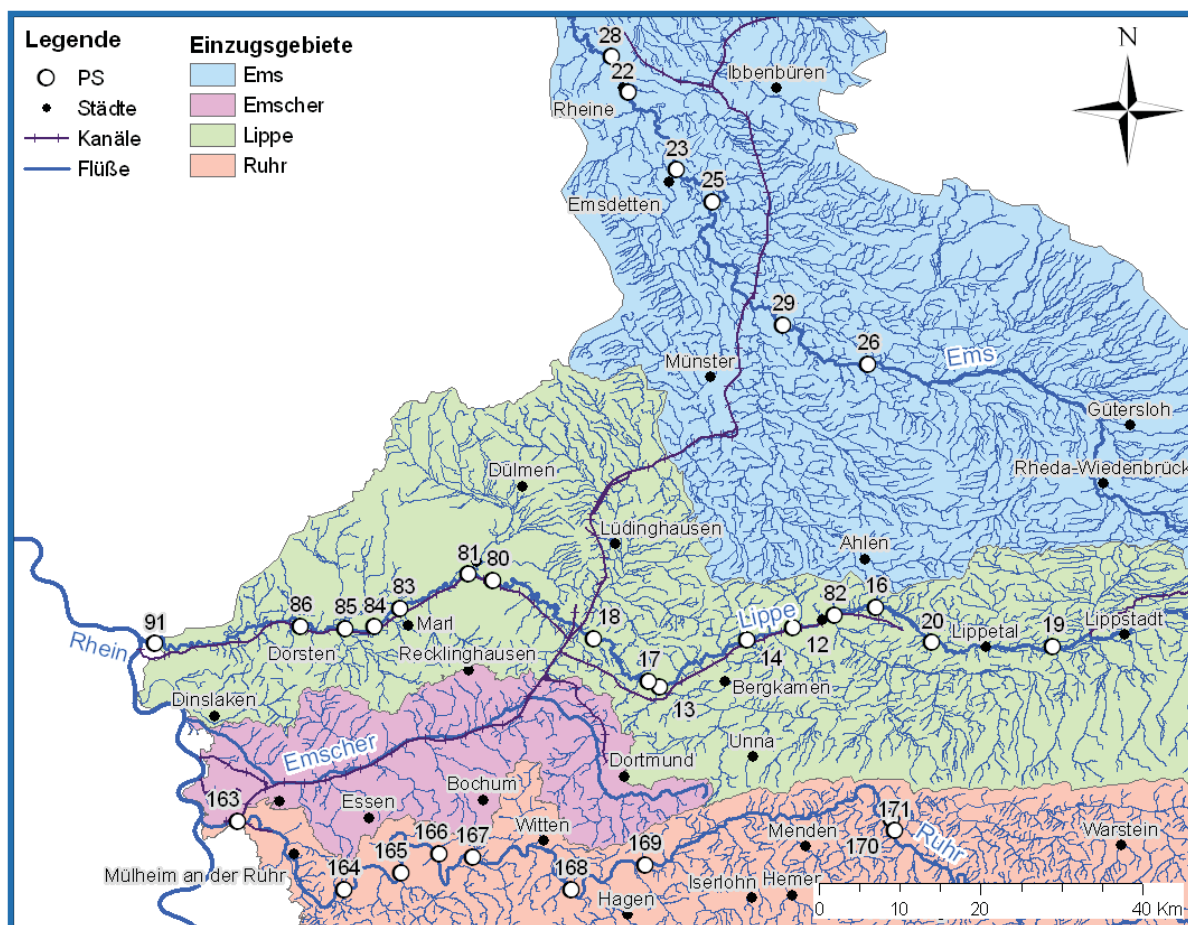 Legende
PS
Städte
Kanäle
Flüße
Einzugsgebiete
Ems
Emscher
Lippe
Ruhr
N
28
22
Ibbenbüren
Rheine
23
25
Emsdetten
29
26
Ems
Münster
Gütersloh
Rheda-Wiedenbrück
Dülmen
Lüdinghausen
Ahlen
81
80
83
86
85
84
91
Marl
Dorsten
Rhein
Recklinghausen
18
17
13
Lippe
14
12
82
16
20
Lippetal
19
Lippstadt
Bergkamen
Dinslaken
Unna
Emscher
Dortmund
Bochum
Essen
163
Witten
166
167
165
164
168
169
Mülheim an der Ruhr
Hagen
Menden
171
170
Ruhr
Warstein
Iserlohn
Hemer
0
10
20
40 Km